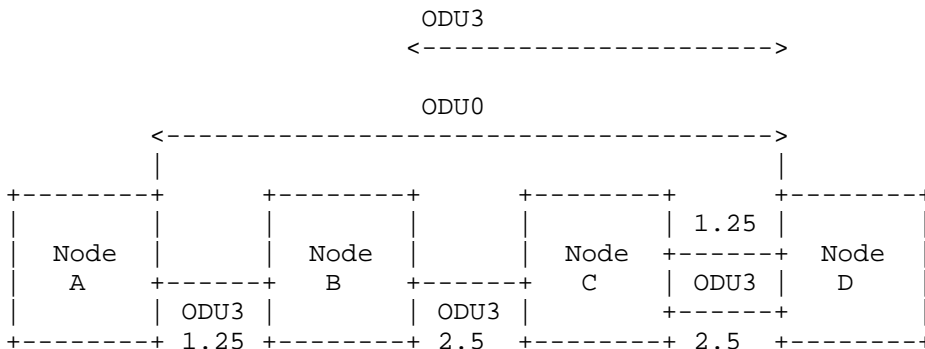 ODU3
<---------------------->
ODU0
<-------------------------------------->
| |
+--------+ +--------+ +--------+ +--------+
| | | | | | 1.25 | |
| Node | | Node | | Node +------+ Node |
| A +------+ B +------+ C | ODU3 | D |
| | ODU3 | | ODU3 | +------+ |
+--------+ 1.25 +--------+ 2.5 +--------+ 2.5 +--------+